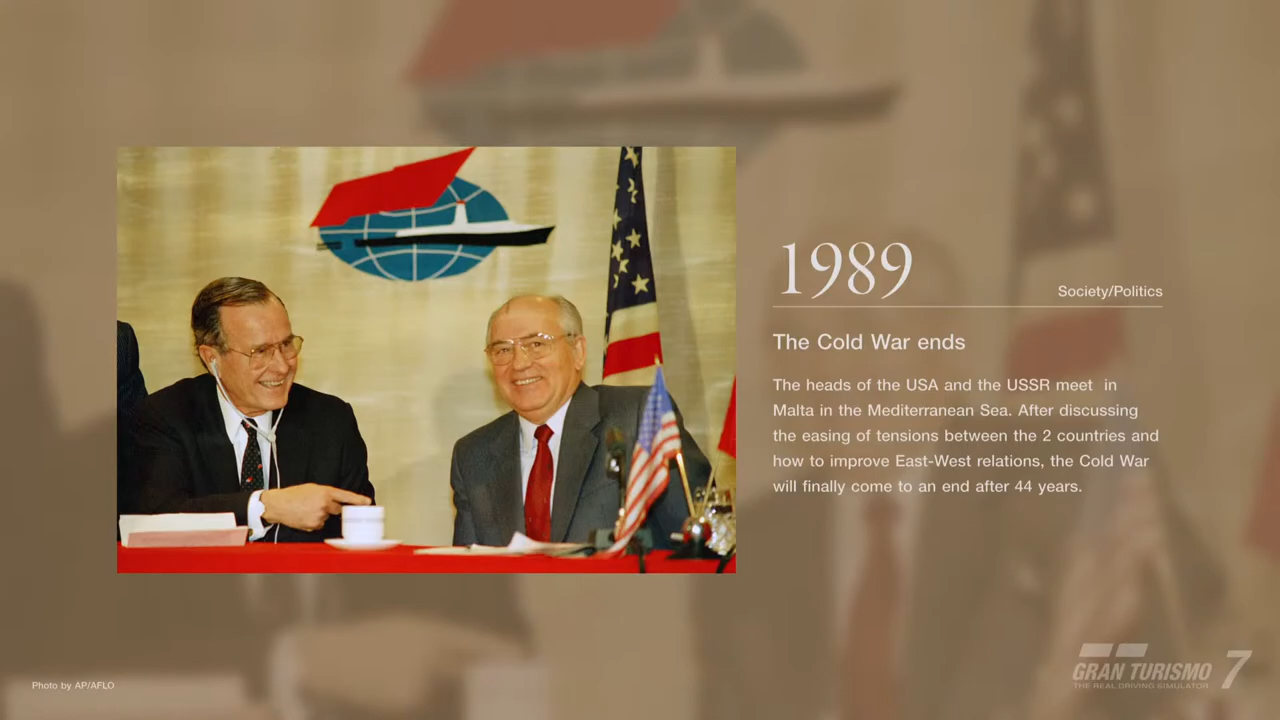 1989
Society/Politics
The Cold War ends
The heads of the USA and the USSR meet  in
Malta in the Mediterranean Sea. After discussing
the easing of tensions between the 2 countries and
how to improve East-West relations, the Cold War
will finally come to an end after 44 years.
Photo by AP/AFLO
GRAN TURISMO 7
THE REAL DRIVING SIMULATOR